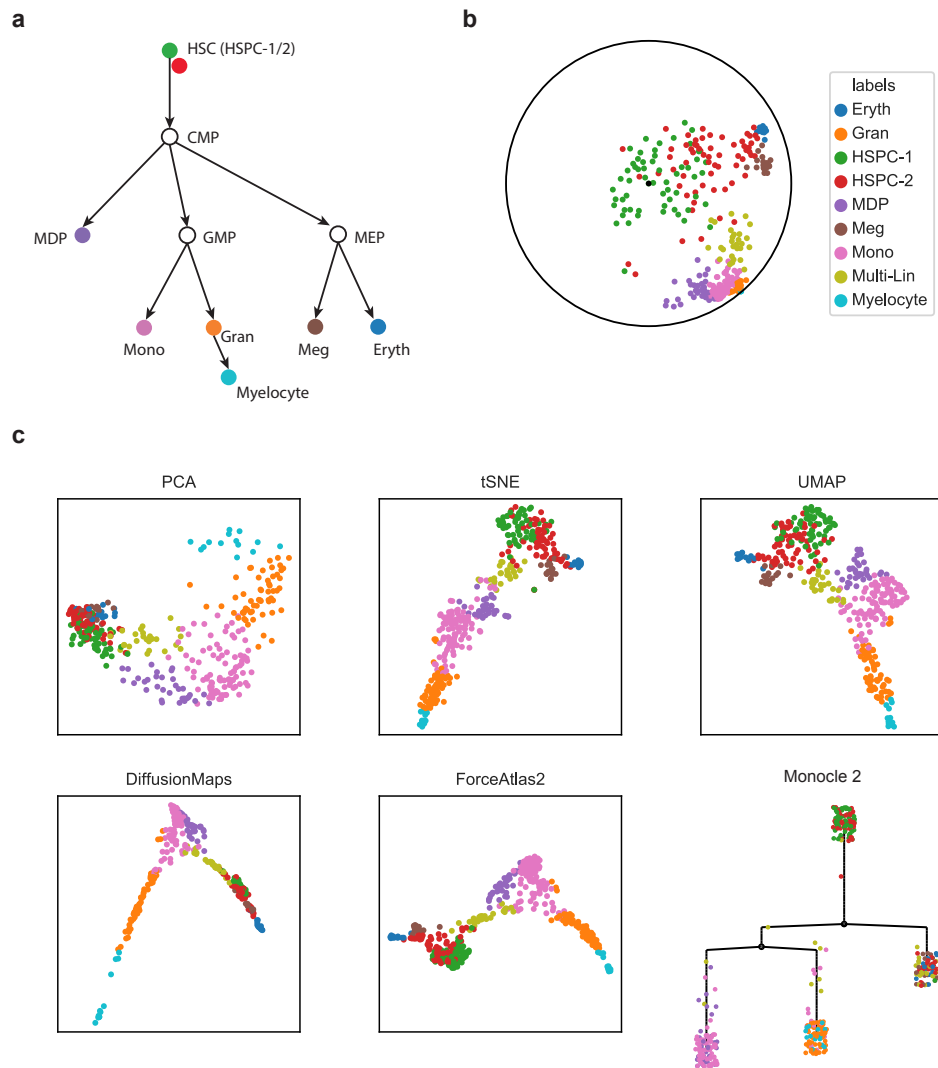 a
HSC (HSPC-1/2)
CMP
MDP
GMP
MEP
Mono
Gran
Meg
Eryth
Myelocyte
b
labels
Eryth
Gran
HSPC-1
HSPC-2
MDP
Meg
Mono
Multi-Lin
Myelocyte
c
PCA
tSNE
UMAP
DiffusionMaps
ForceAtlas2
Monocle 2